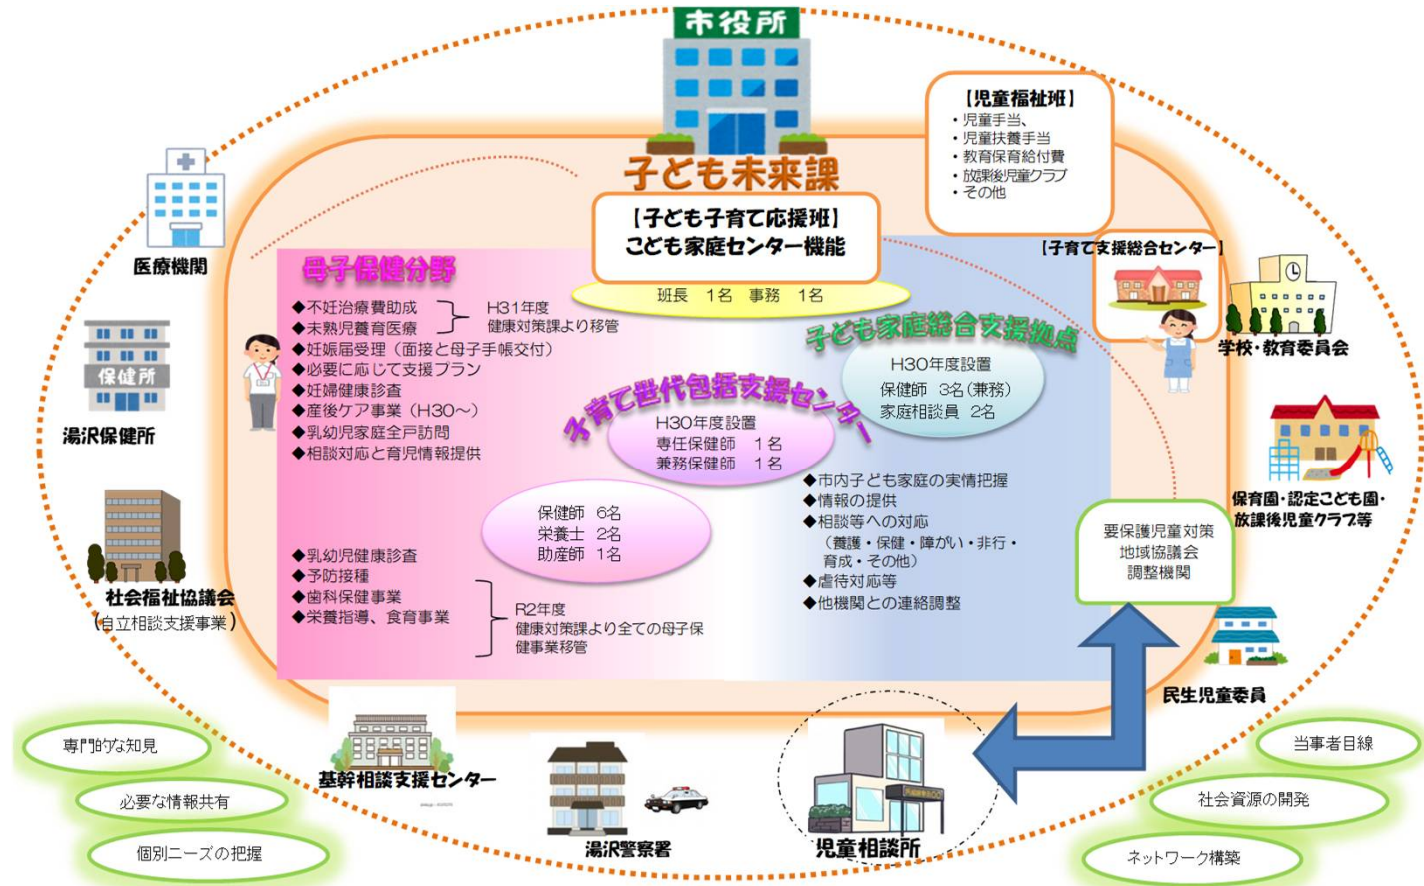 市役所
子ども未来課
【子ども子育て応援班】
こども家庭センター機能
班長 1名 事務 1名
【児童福祉班】
・児童手当、
・児童扶養手当
・教育保育給付費
・放課後児童クラブ
・その他
【子育て支援総合センター】
母子保健分野
◆不妊治療費助成
◆未熟児養育医療
H31年度
健康対策課より移管
◆妊娠届受理（面接と母子手帳交付）
◆必要に応じて支援プラン
◆妊婦健康診査
◆産後ケア事業（H30～）
◆乳幼児家庭全戸訪問
◆相談対応と育児情報提供
子育て世代包括支援センター
H30年度設置
専任保健師 1名
兼務保健師 1名
子ども家庭総合支援拠点
H30年度設置
保健師 3名（兼務）
家庭相談員 2名
保健師 6名
栄養士 2名
助産師 1名
◆乳幼児健康診査
◆予防接種
◆歯科保健事業
◆栄養指導、食育事業
R2年度
健康対策課より全ての母子保
健事業移管
◆市内子ども家庭の実情把握
◆情報の提供
◆相談等への対応
（養護・保健・障がい・非行・
育成・その他）
◆虐待対応等
◆他機関との連絡調整
要保護児童対策
地域協議会
調整機関
医療機関
保健所
湯沢保健所
社会福祉協議会
（自立相談支援事業）
基幹相談支援センター
湯沢警察署
児童相談所
民生児童委員
保育園・認定こども園・
放課後児童クラブ等
学校・教育委員会
専門的な知見
必要な情報共有
個別ニーズの把握
当事者目線
社会資源の開発
ネットワーク構築